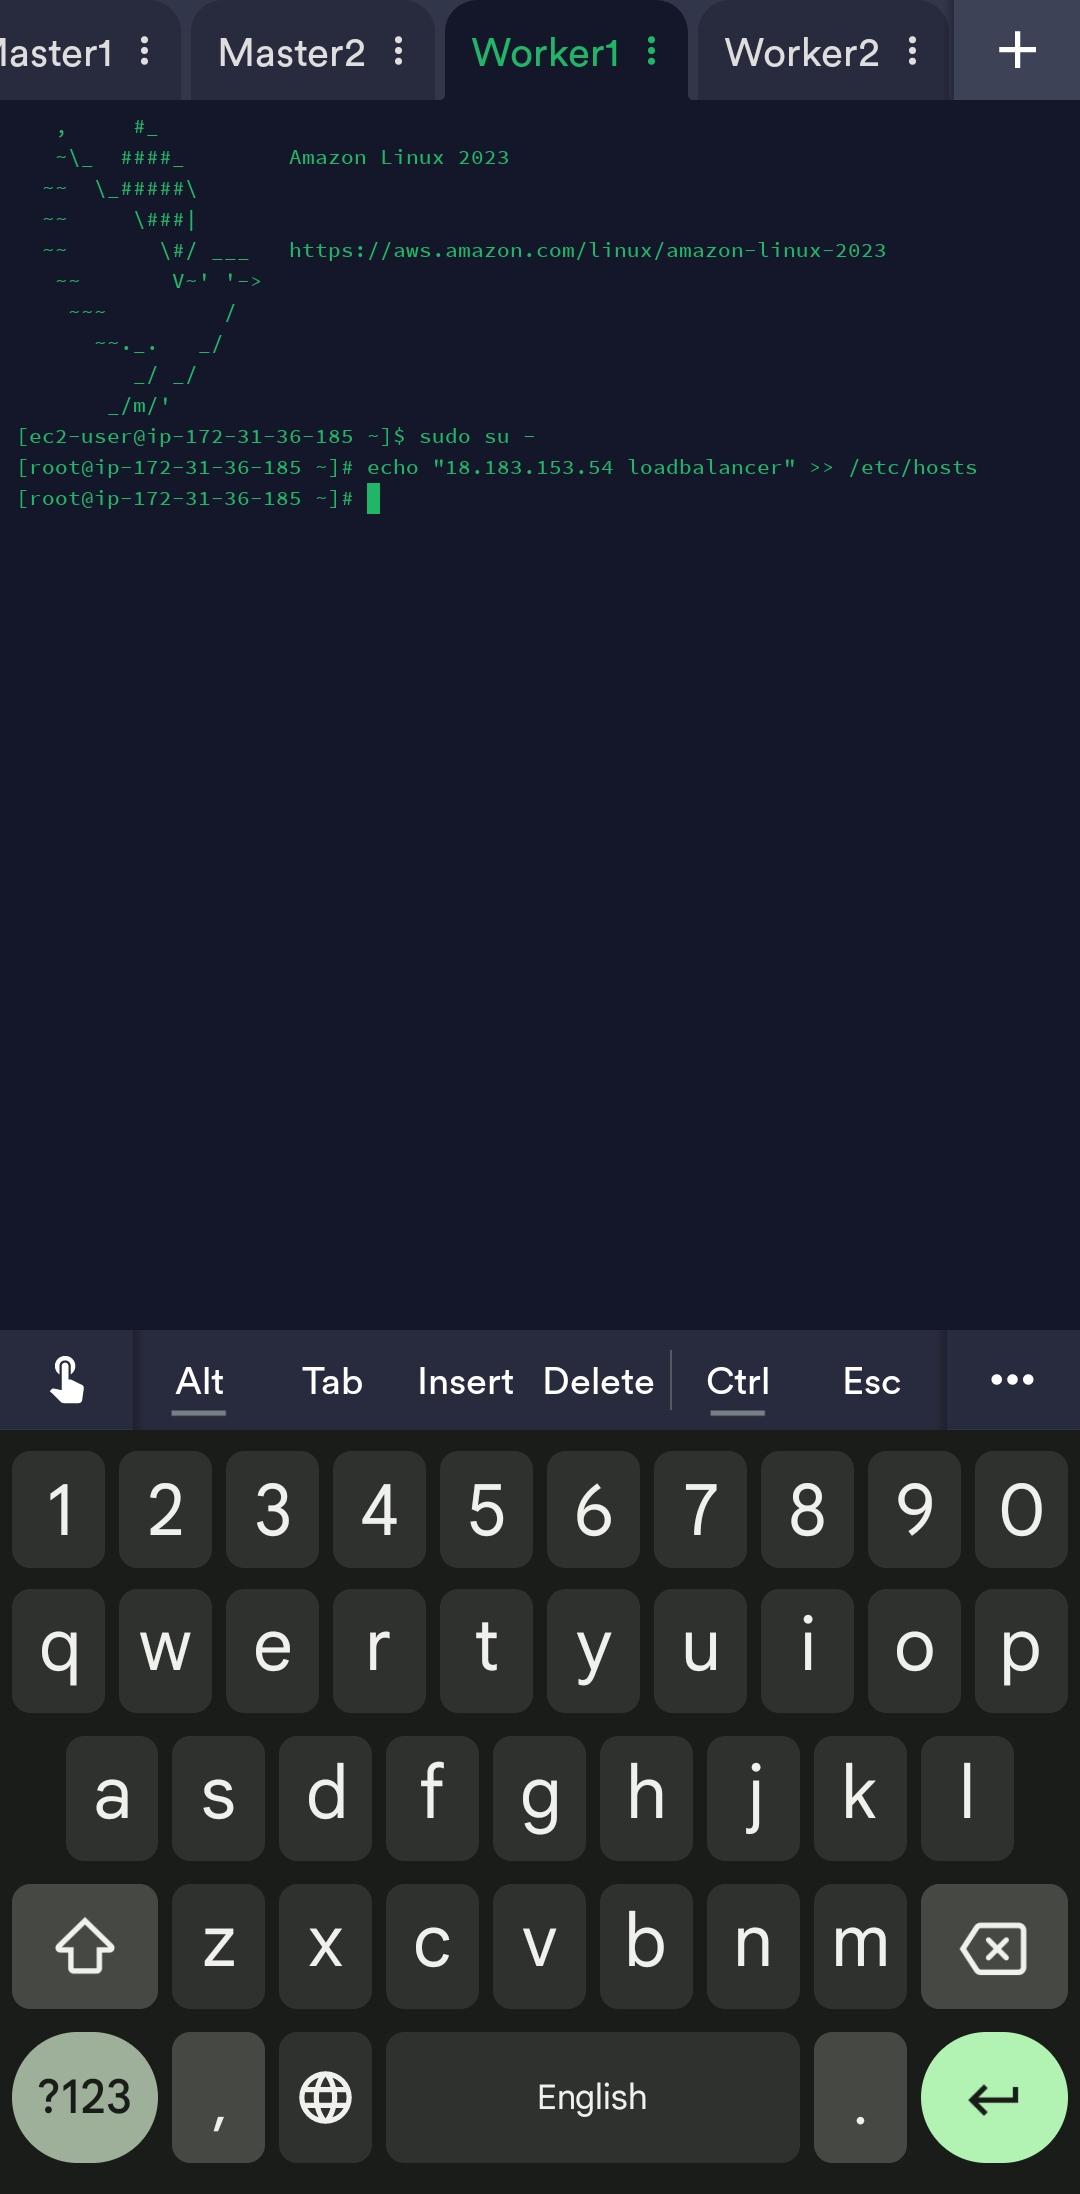 Master1 Master2 Worker1 Worker2 +
,     #_
~\_  ####_        Amazon Linux 2023
~~  \_#####\
~~     \###|
~~       \#/ ___   https://aws.amazon.com/linux/amazon-linux-2023
~~       V~' '->
~~~         /
~~._.   _/
_/ _/
_/m/'
[ec2-user@ip-172-31-36-185 ~]$ sudo su -
[root@ip-172-31-36-185 ~]# echo "18.183.153.54 loadbalancer" >> /etc/hosts
[root@ip-172-31-36-185 ~]#
Alt Tab Insert Delete Ctrl Esc
1 2 3 4 5 6 7 8 9 0
q w e r t y u i o p
a s d f g h j k l
z x c v b n m
?123 , English .